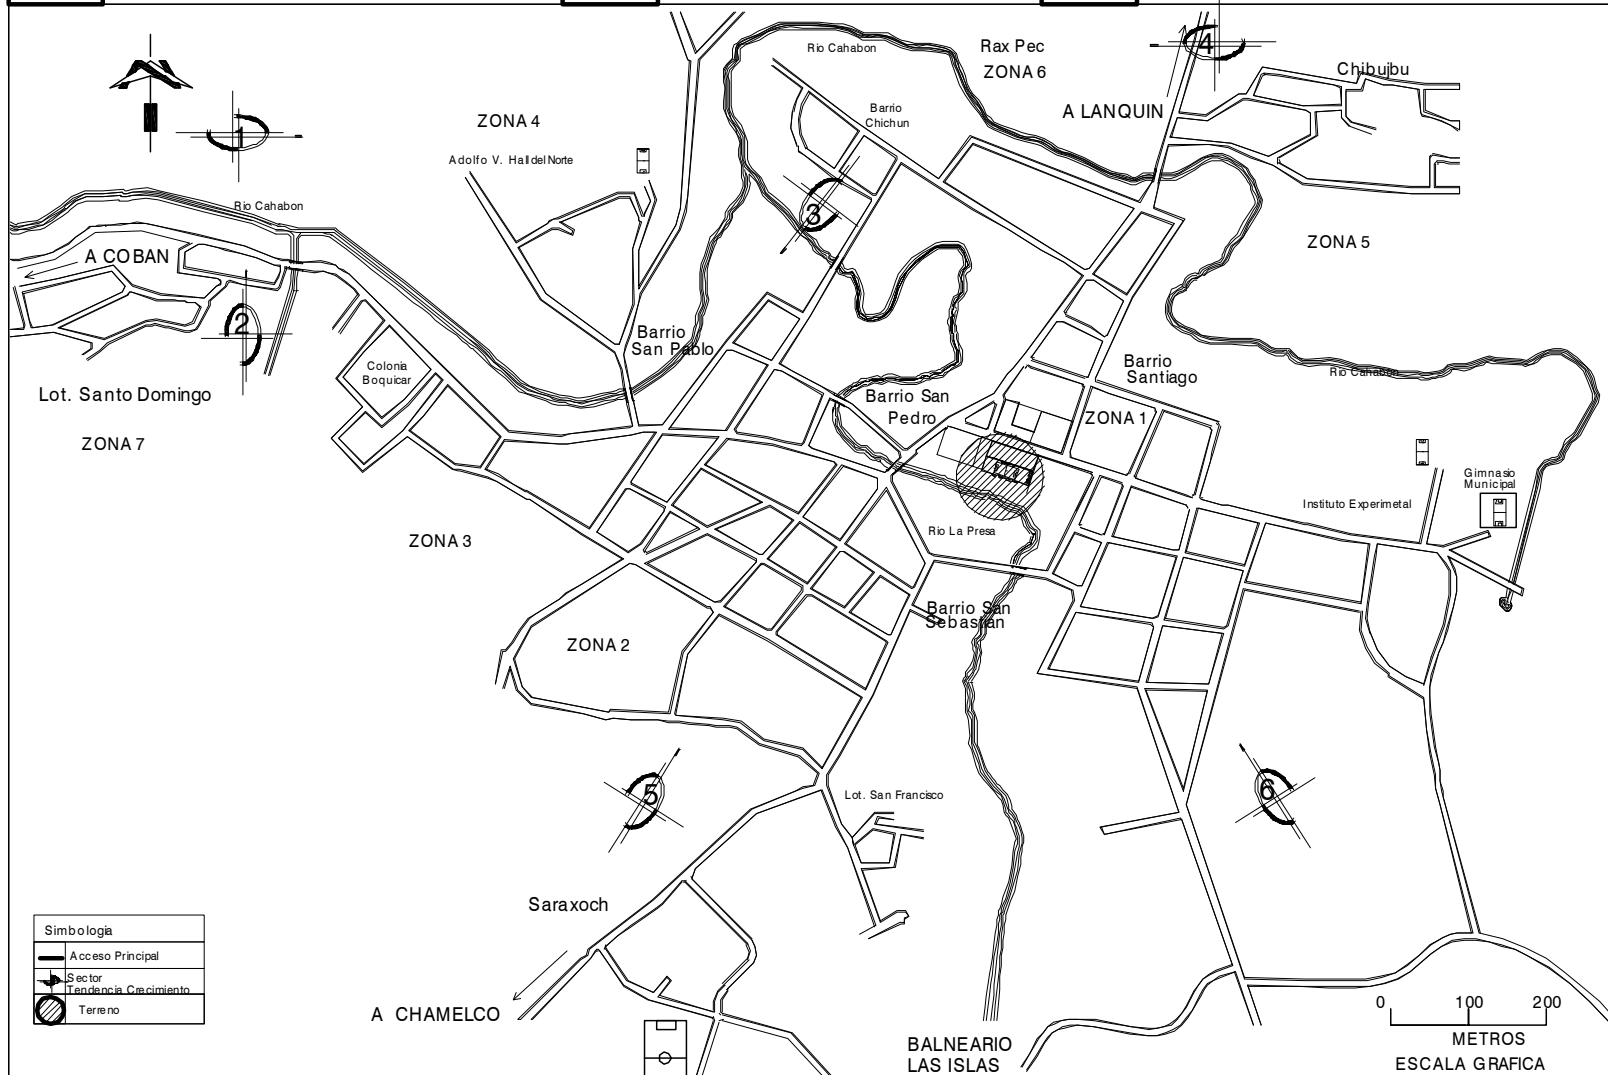 4
Rio Cahabon
Rax Pec
ZONA 6
Chibujbu
A LANQUIN
Barrio
Chichun
ZONA 4
1
Adolfo V. Hall del Norte
Rio Cahabon
3
ZONA 5
A COBAN
2
Barrio
San Pablo
Colonia
Boquicar
Barrio
Santiago
Rio Cahabon
Lot. Santo Domingo
Barrio San
Pedro
ZONA 1
ZONA 7
Gimnasio
Municipal
Instituto Experimetal
Rio La Presa
ZONA 3
Barrio San
Sebastian
ZONA 2
5
6
Lot. San Francisco
Saraxoch
Simbologia
Acceso Principal
Sector
Tendencia Crecimiento
Terreno
A CHAMELCO
BALNEARIO
LAS ISLAS
0 100 200
METROS
ESCALA GRAFICA